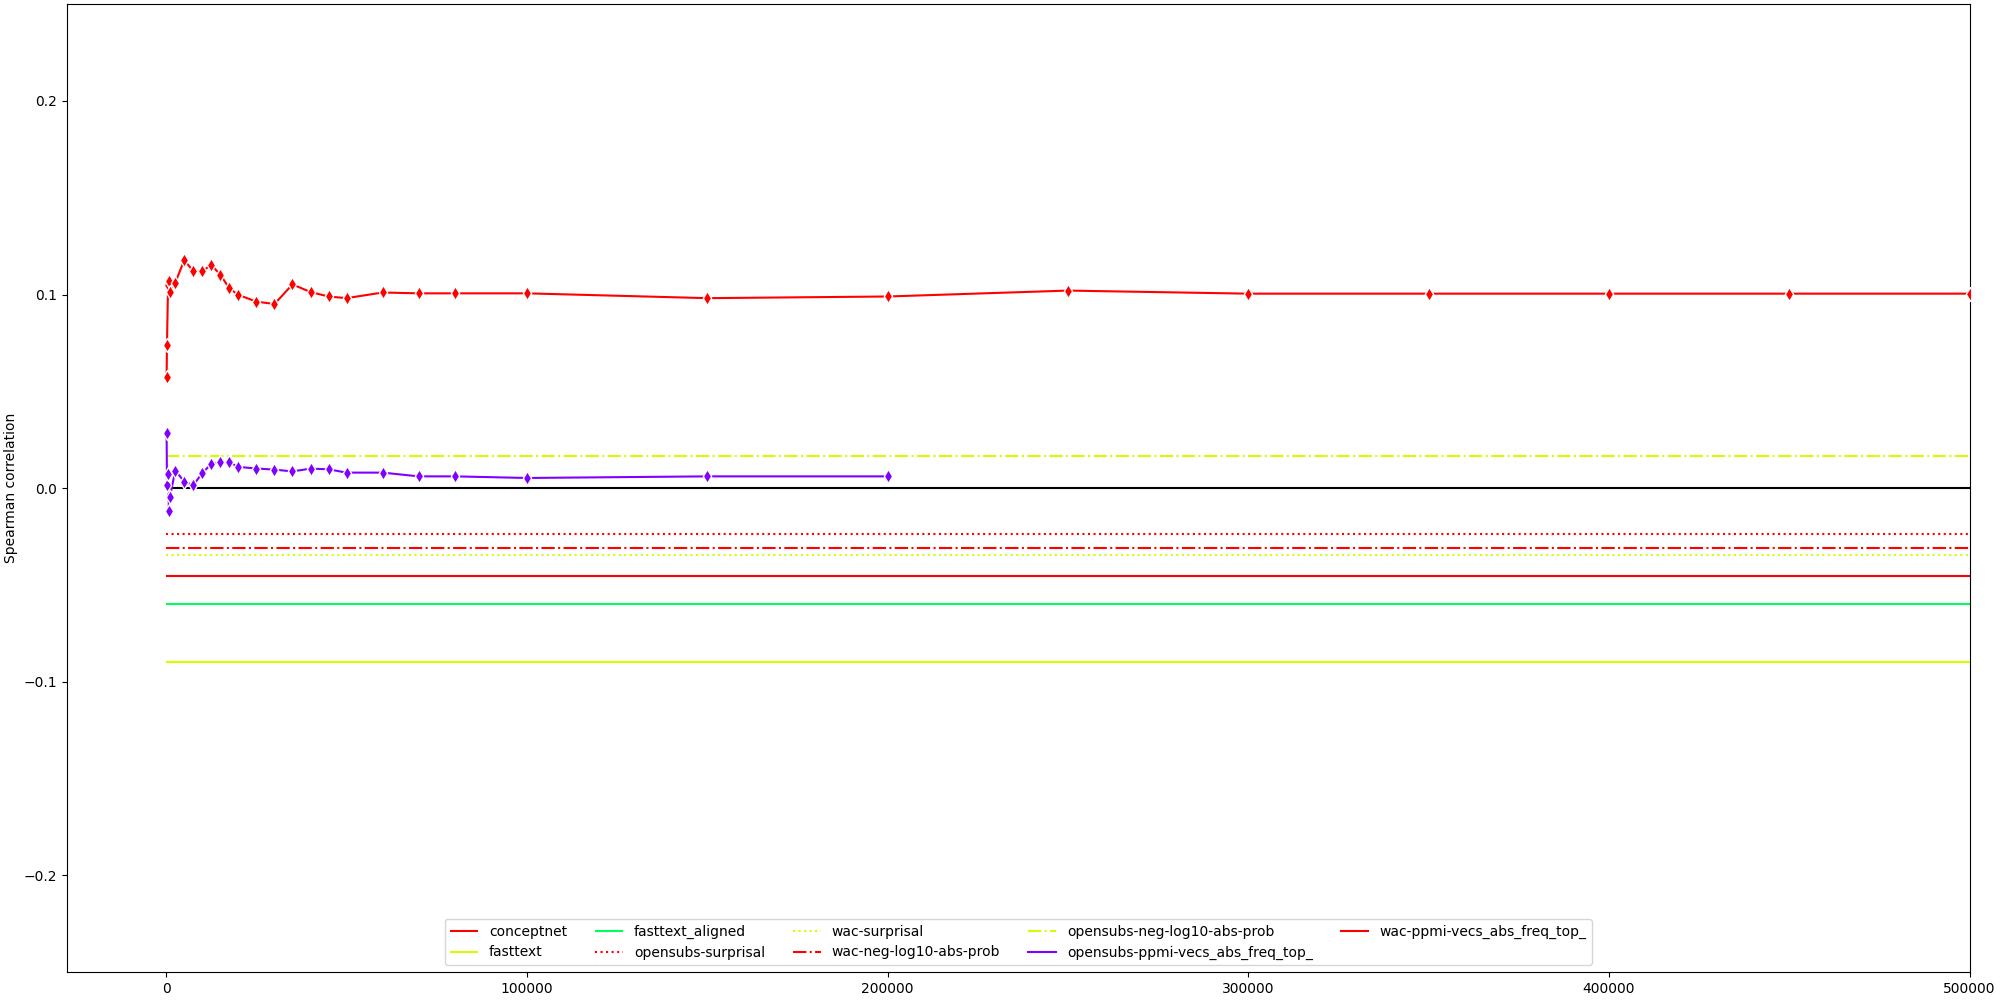 Spearman correlation
0.2
0.1
0.0
−0.1
−0.2
0
100000
200000
300000
400000
500000
conceptnet
fasttext
fasttext_aligned
opensubs-surprisal
wac-surprisal
wac-neg-log10-abs-prob
opensubs-neg-log10-abs-prob
opensubs-ppmi-vecs_abs_freq_top_
wac-ppmi-vecs_abs_freq_top_